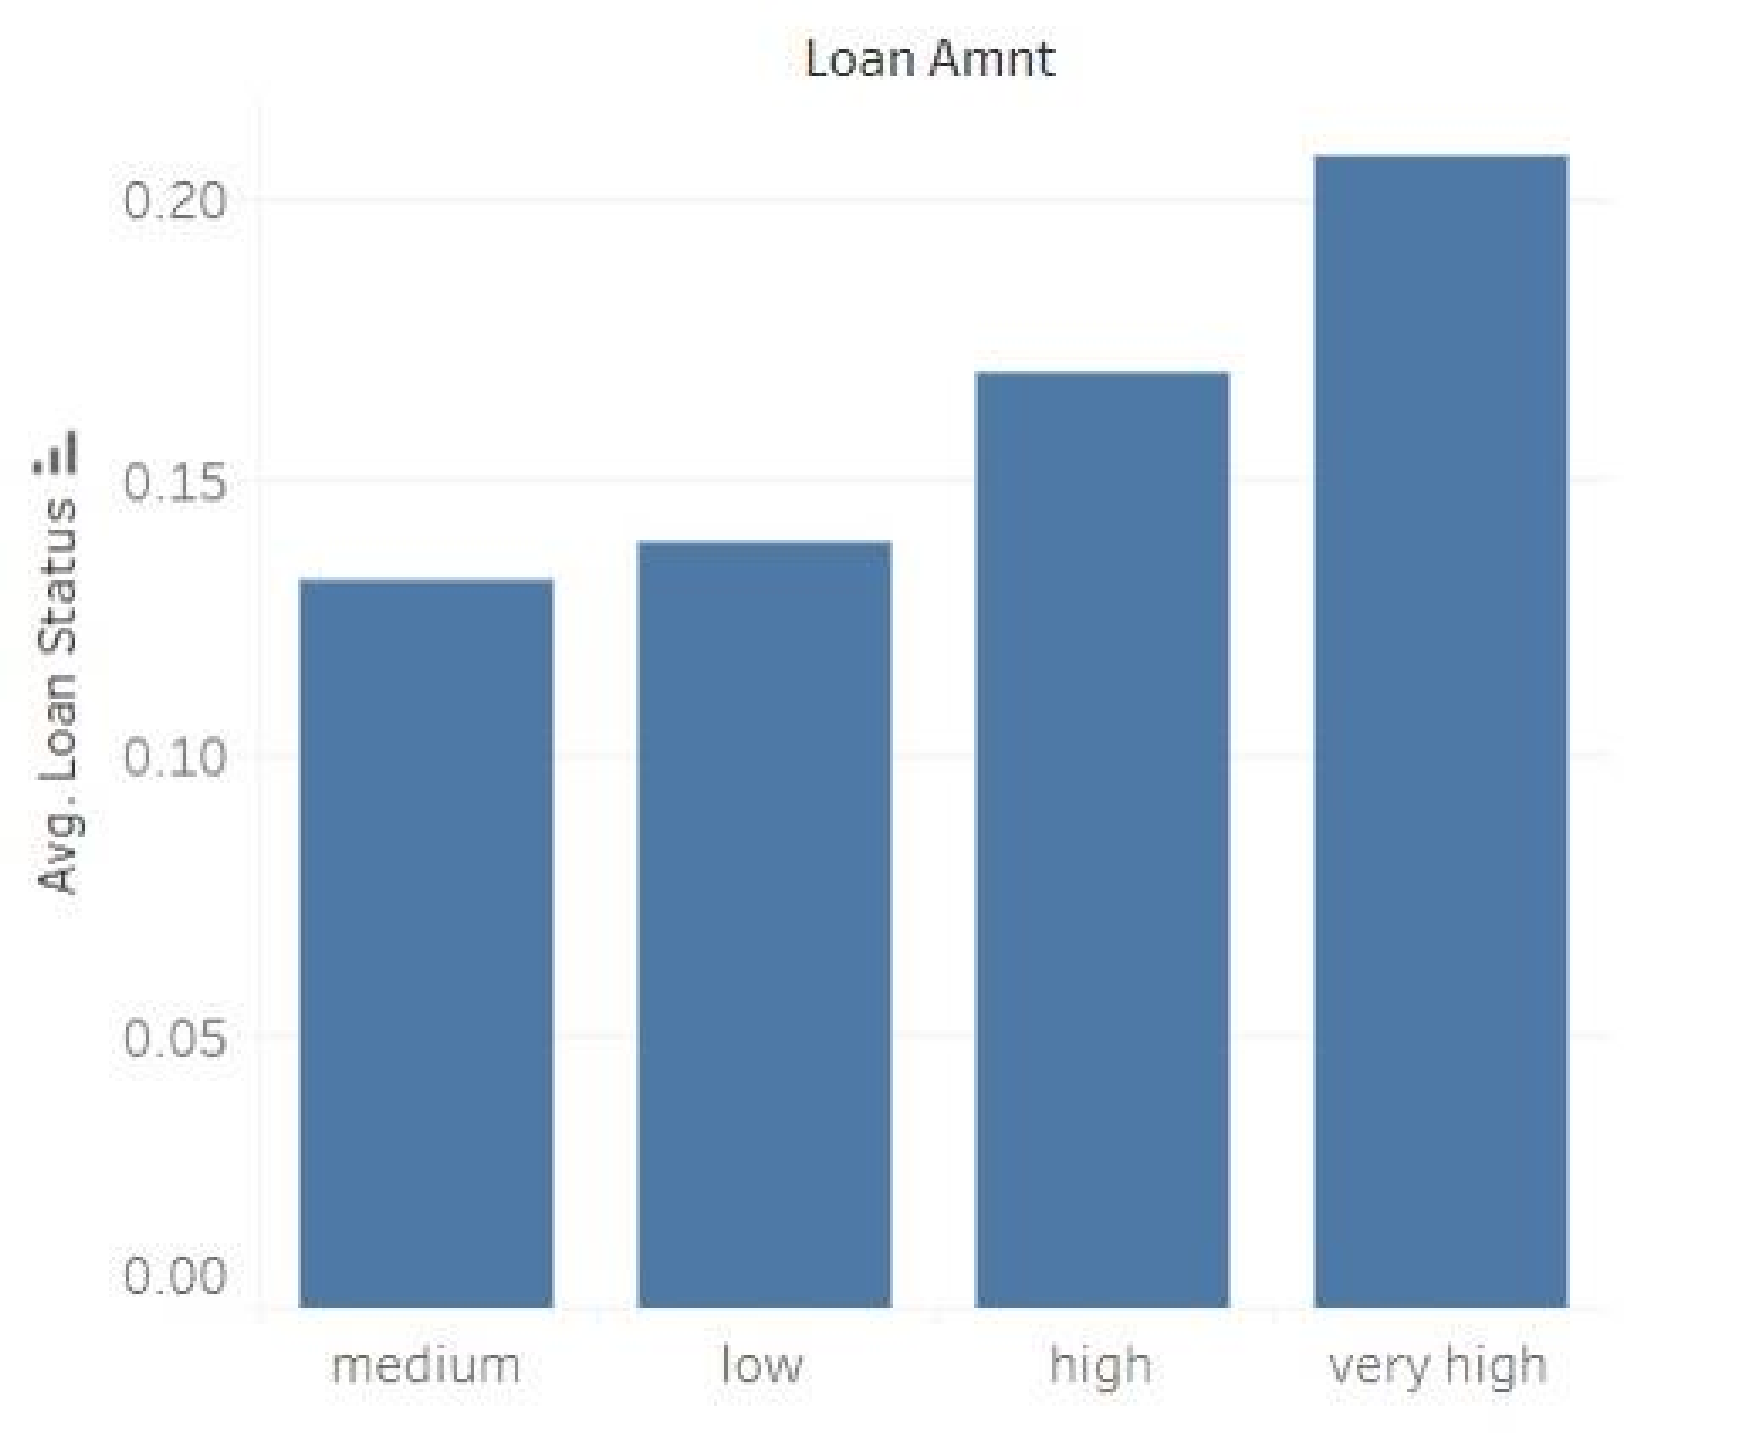 Loan Amnt
Avg. Loan Status
0.20
0.15
0.10
0.05
0.00
medium low high very high